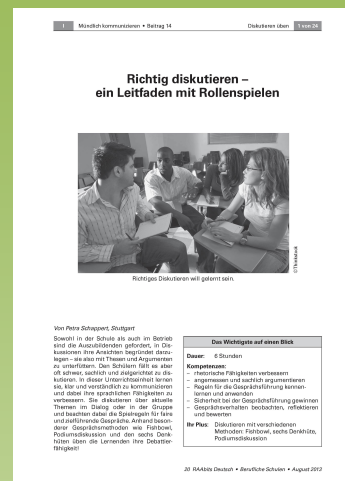 I Mündlich kommunizieren • Beitrag 14 Diskutieren üben 1 von 24
Richtig diskutieren –
ein Leitfaden mit Rollenspielen
©Thinkstock
Richtiges Diskutieren will gelernt sein.
Von Petra Schappert, Stuttgart
Sowohl in der Schule als auch im Betrieb
sind die Auszubildenden gefordert, in Dis-
kussionen ihre Ansichten begründet darzu-
legen – sie also mit Thesen und Argumenten
zu unterfüttern. Den Schülern fällt es aber
oft schwer, sachlich und zielgerichtet zu dis-
kutieren. In dieser Unterrichtseinheit lernen
sie, klar und verständlich zu kommunizieren
und dabei ihre sprachlichen Fähigkeiten zu
verbessern. Sie diskutieren über aktuelle
Themen im Dialog oder in der Gruppe
und beachten dabei die Spielregeln für faire
und zielführende Gespräche. Anhand beson-
derer Gesprächsmethoden wie Fishbowl,
Podiumsdiskussion und den sechs Denk-
hüten üben die Lernenden ihre Debattier-
fähigkeit!
Das Wichtigste auf einen Blick
Dauer: 6 Stunden
Kompetenzen:
– rhetorische Fähigkeiten verbessern
– angemessen und sachlich argumentieren
– Regeln für die Gesprächsführung kennen-
lernen und anwenden
– Sicherheit bei der Gesprächsführung gewinnen
– Gesprächsverhalten beobachten, reflektieren
und bewerten
Ihr Plus: Diskutieren mit verschiedenen
Methoden: Fishbowl, sechs Denkhüte,
Podiumsdiskussion
20 RAAbits Deutsch • Berufliche Schulen • August 2013